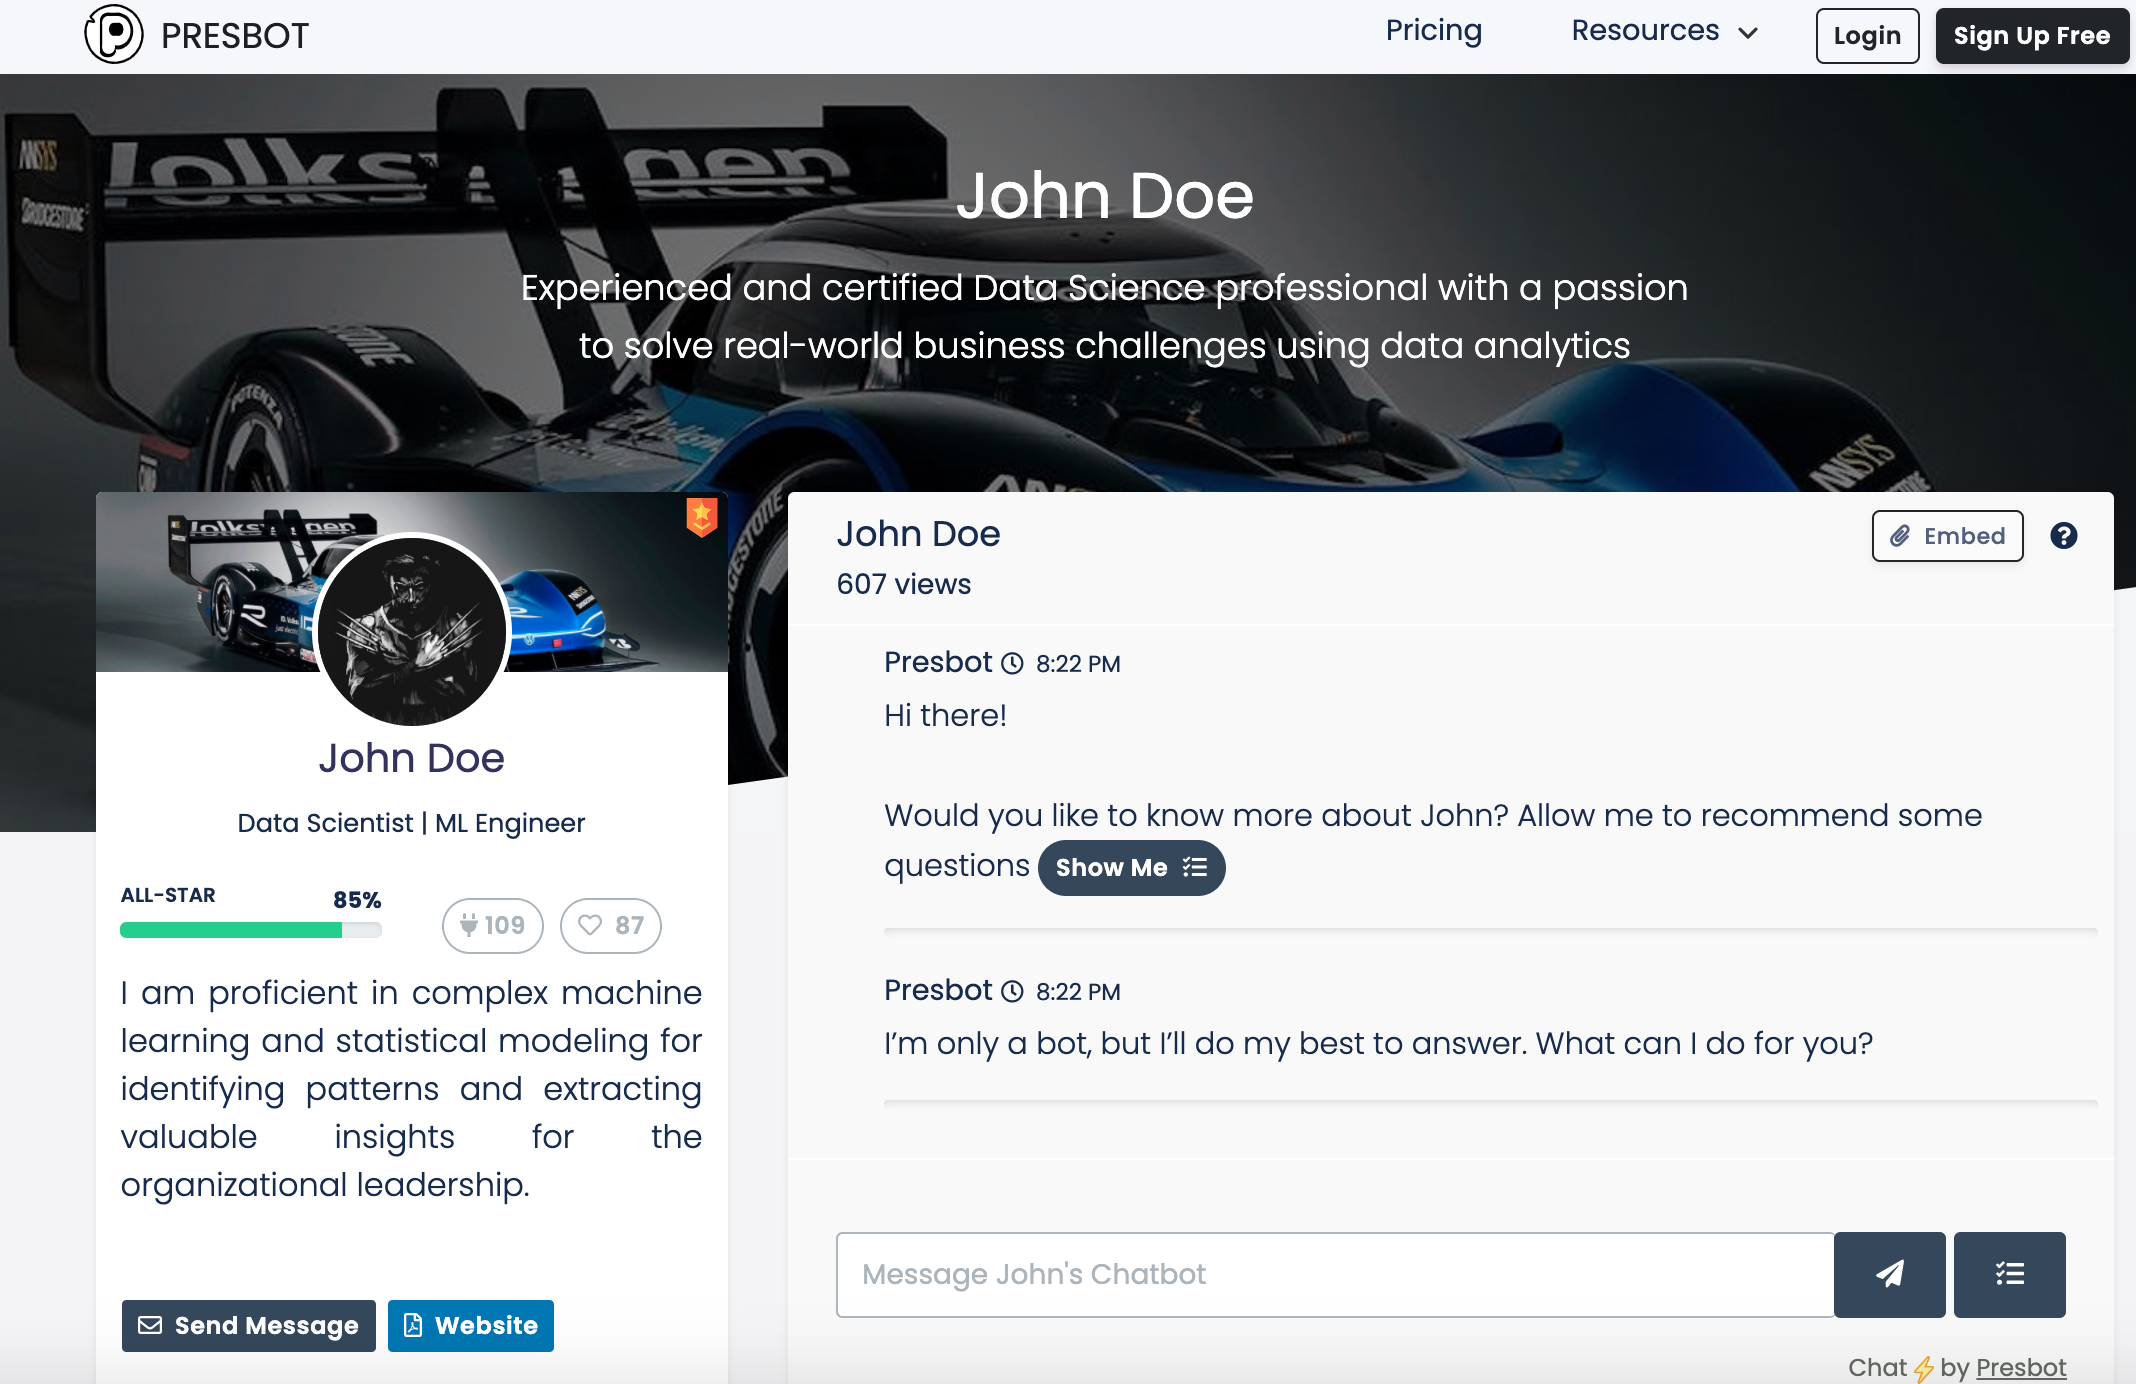 PRESBOT
Pricing
Resources
Login
Sign Up Free
ANSYS
Volkswagen
BRIDGESTONE
John Doe
Experienced and certified Data Science professional with a passion
to solve real-world business challenges using data analytics
POTENZA
ANSYS
John Doe
Data Scientist | ML Engineer
ALL-STAR
85%
109
87
I am proficient in complex machine
learning and statistical modeling for
identifying patterns and extracting
valuable insights for the
organizational leadership.
Send Message
Website
John Doe
607 views
Embed
?
Presbot 8:22 PM
Hi there!
Would you like to know more about John? Allow me to recommend some
questions Show Me
Presbot 8:22 PM
I'm only a bot, but I'll do my best to answer. What can I do for you?
Message John's Chatbot
Chat ⚡ by Presbot